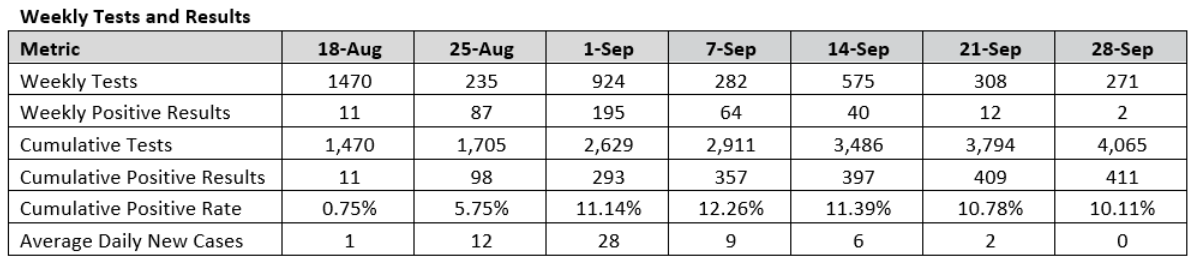 Weekly Tests and Results
Metric 18-Aug 25-Aug 1-Sep 7-Sep 14-Sep 21-Sep 28-Sep
Weekly Tests 1470 235 924 282 575 308 271
Weekly Positive Results 11 87 195 64 40 12 2
Cumulative Tests 1,470 1,705 2,629 2,911 3,486 3,794 4,065
Cumulative Positive Results 11 98 293 357 397 409 411
Cumulative Positive Rate 0.75% 5.75% 11.14% 12.26% 11.39% 10.78% 10.11%
Average Daily New Cases 1 12 28 9 6 2 0